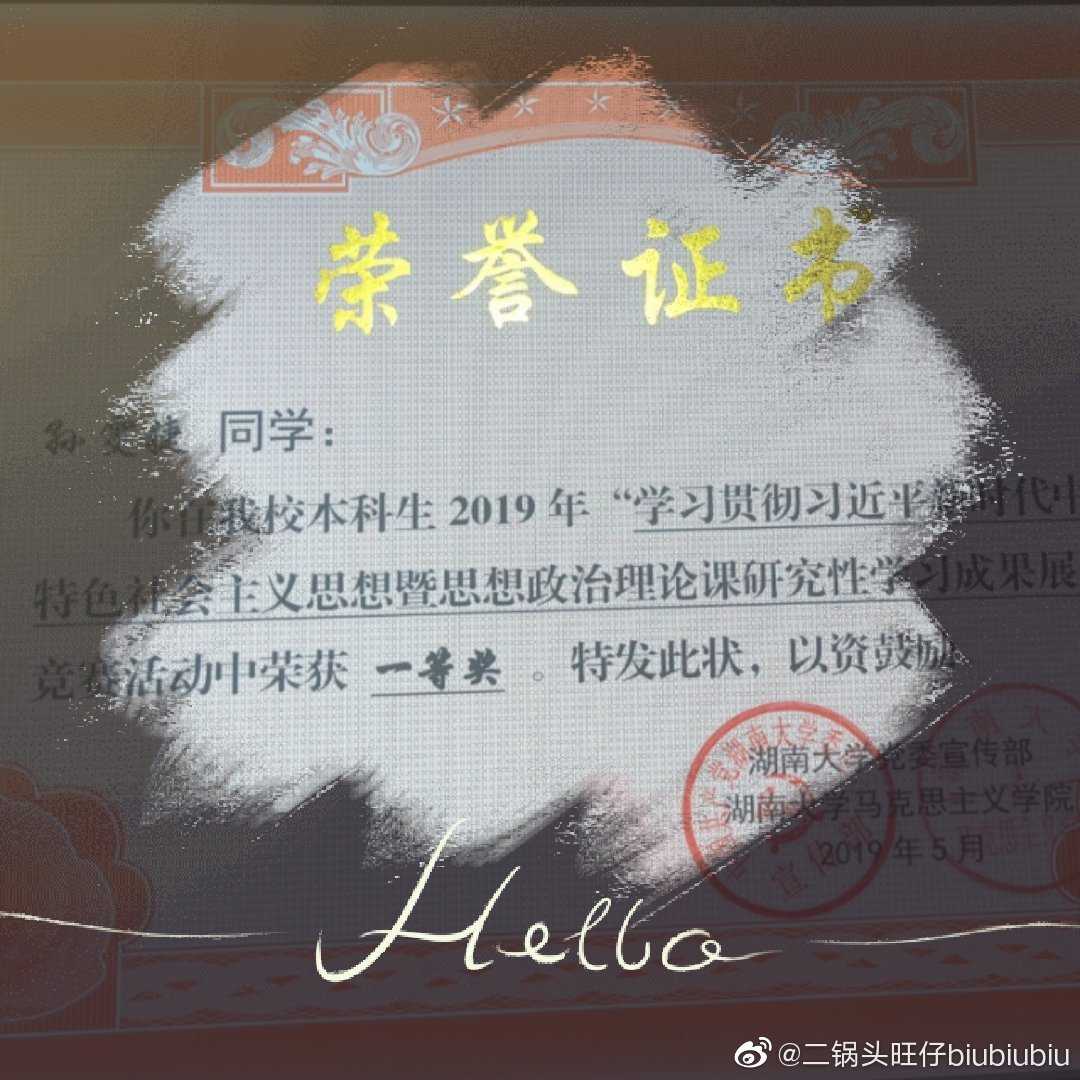 荣誉证书
孙雯婕 同学：
你在我校本科生 2019 年 “学习贯彻习近平新时代中
特色社会主义思想暨思想政治理论课研究性学习成果展
竞赛活动中荣获 一等奖 。特发此状，以资鼓励
湖南大学党委宣传部
湖南大学马克思主义学院
2019 年 5 月
Hello
@二锅头旺仔biubiubiu